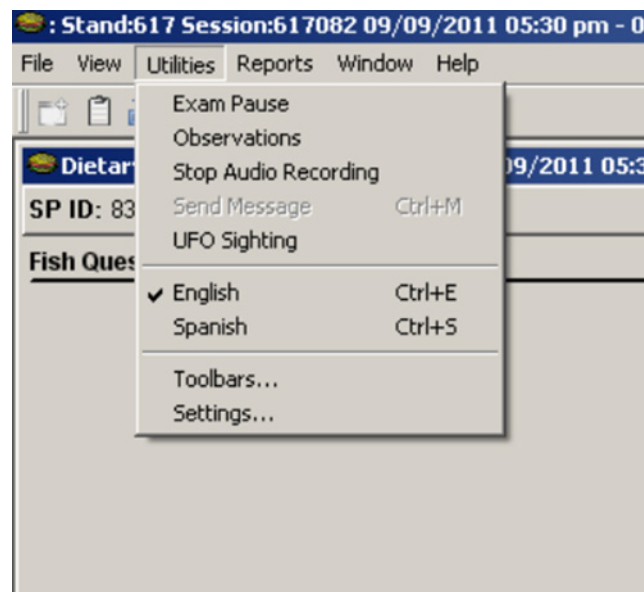 : Stand:617 Session:617082 09/09/2011 05:30 pm - 0
File View Utilities Reports Window Help
Exam Pause
Observations
Stop Audio Recording
Send Message Ctrl+M
UFO Sighting
English Ctrl+E
Spanish Ctrl+S
Toolbars...
Settings...
Dietar 09/2011 05:3
SP ID: 83
Fish Ques